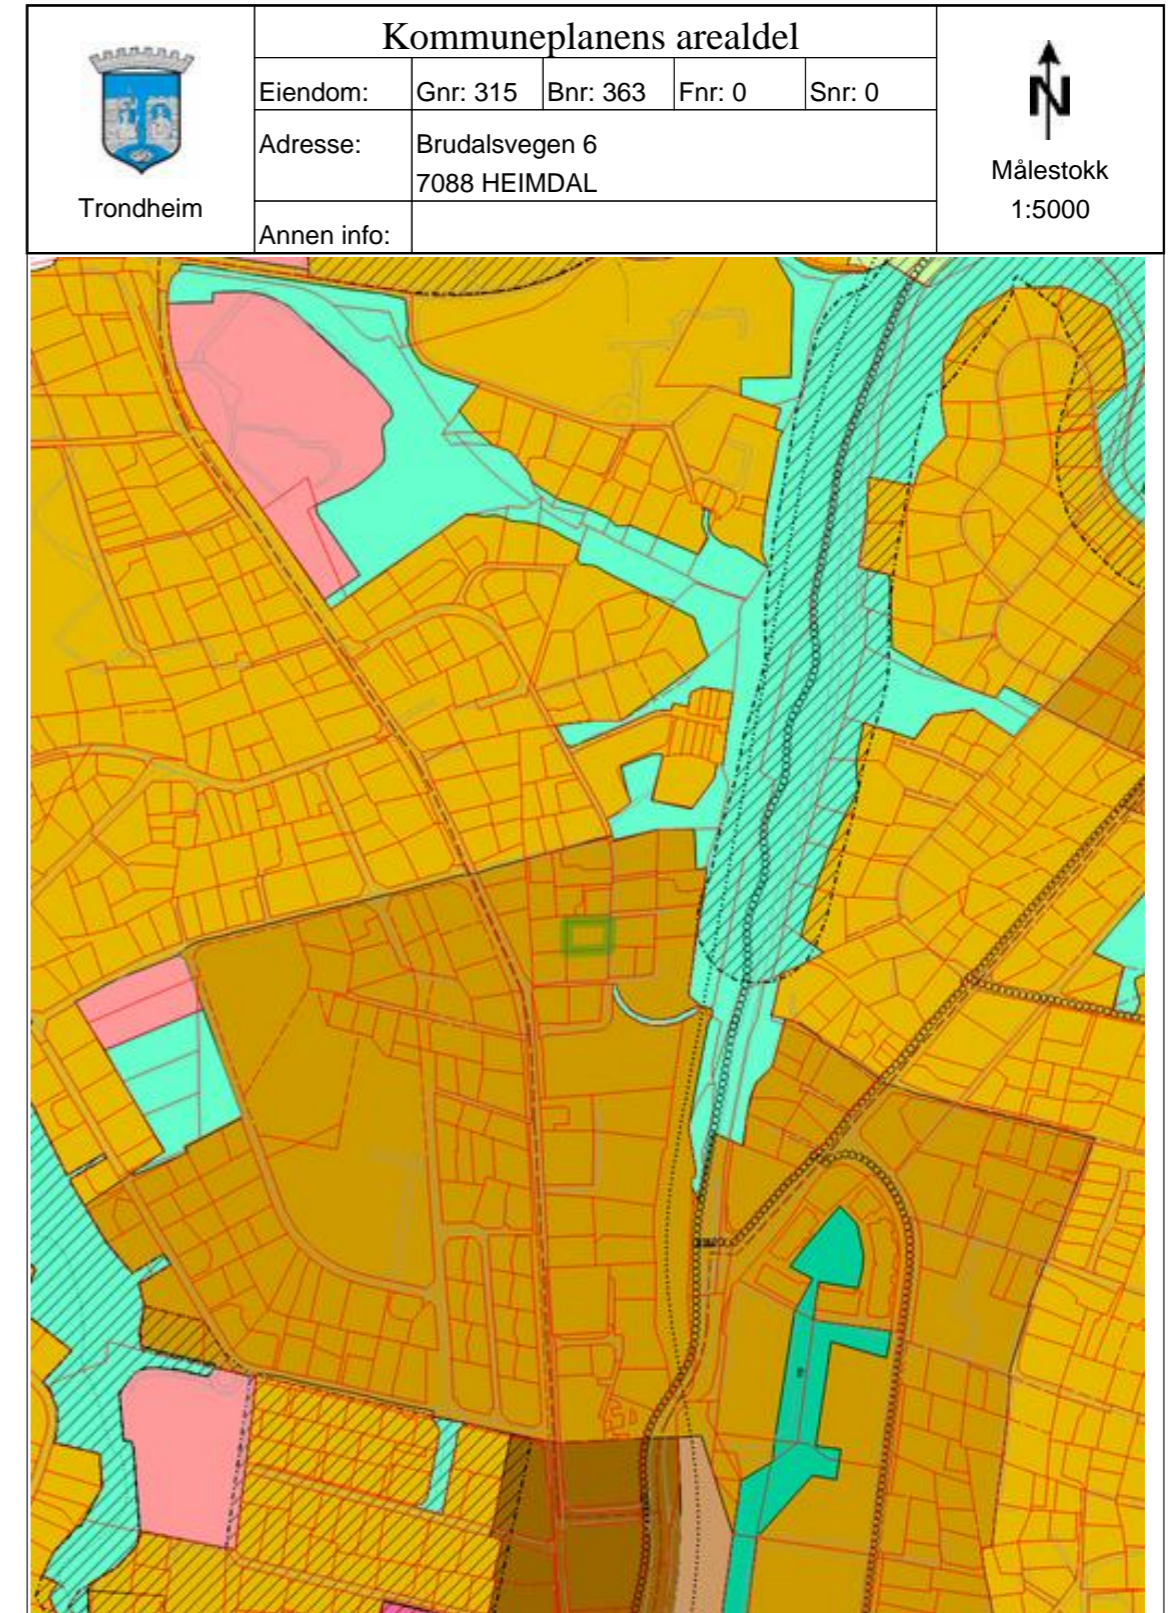 Kommuneplanens arealdel
Eiendom: Gnr: 315 Bnr: 363 Fnr: 0 Snr: 0
Adresse: Brudalsvegen 6
7088 HEIMDAL
Annen info:
Trondheim
N
Målestokk
1:5000